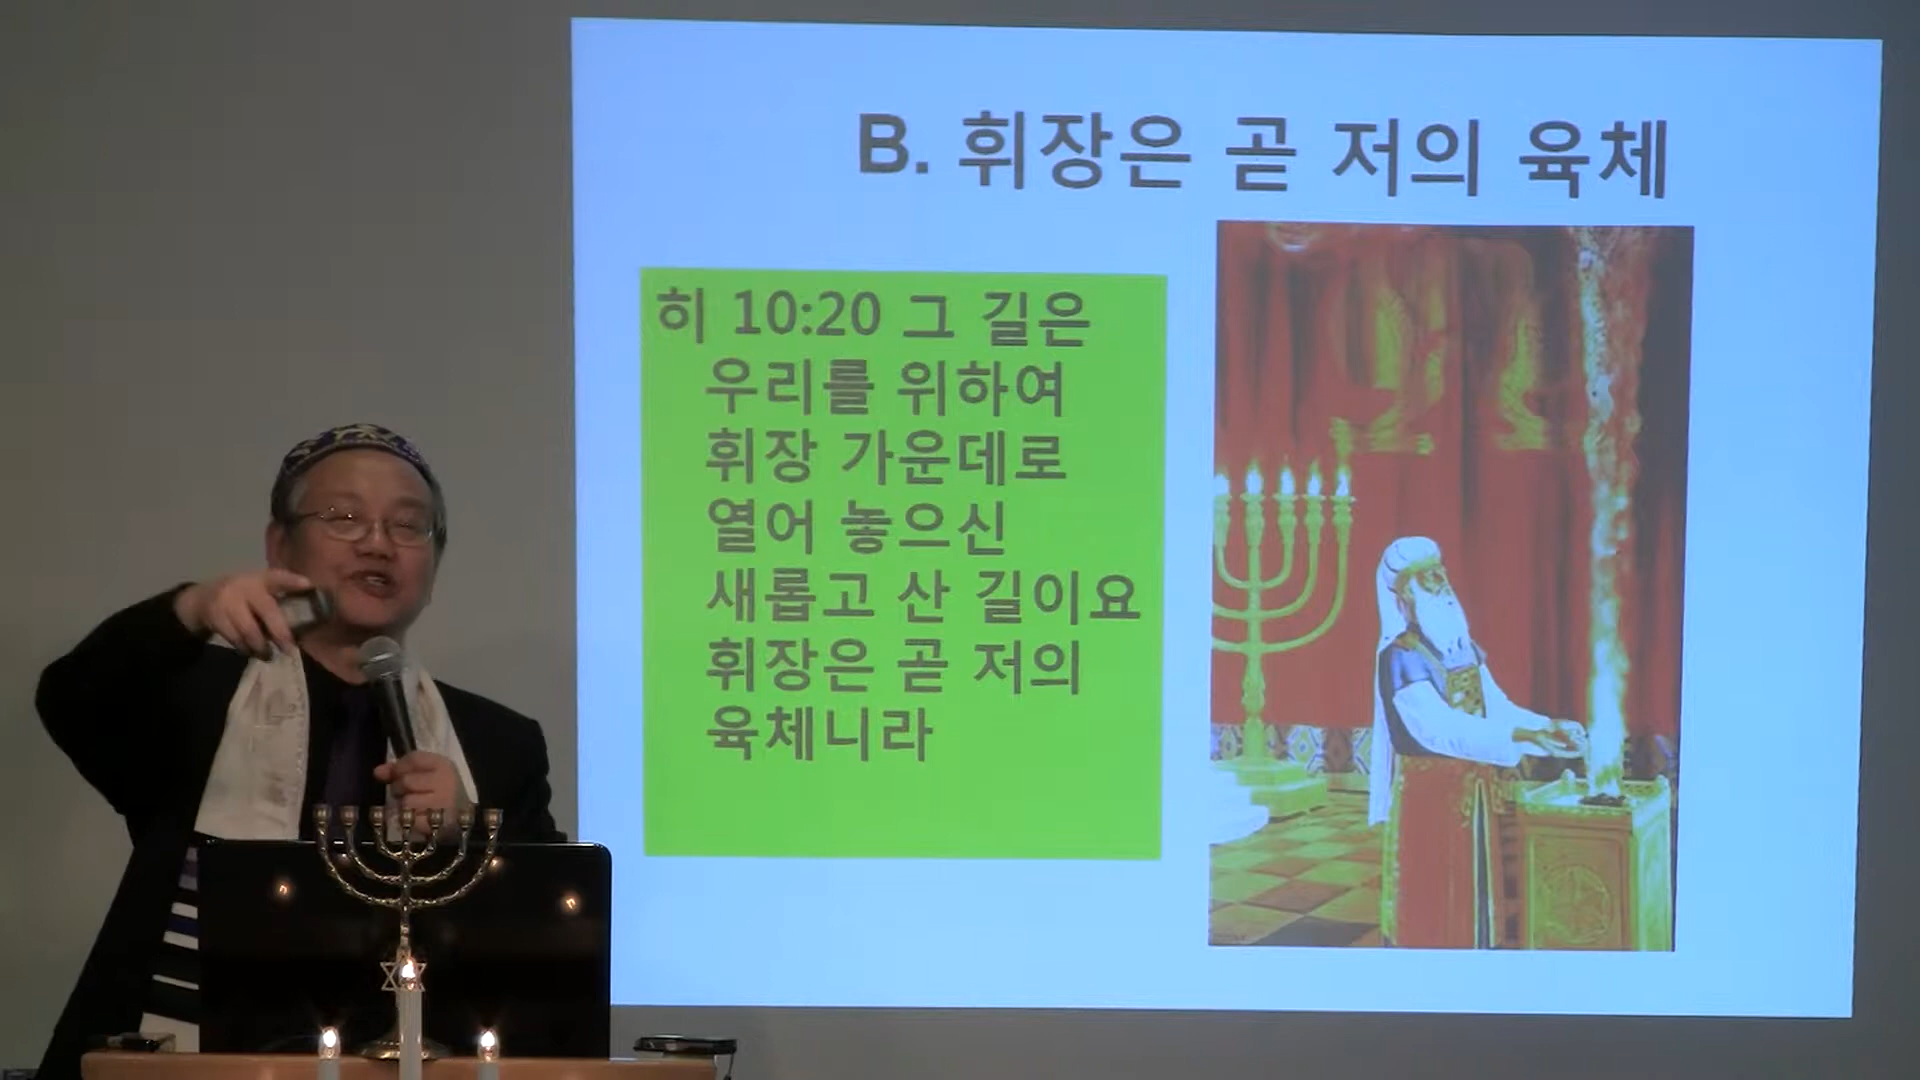 B. 휘장은 곧 저의 육체
히 10:20 그 길은
우리를 위하여
휘장 가운데로
열어 놓으신
새롭고 산 길이요
휘장은 곧 저의
육체니라